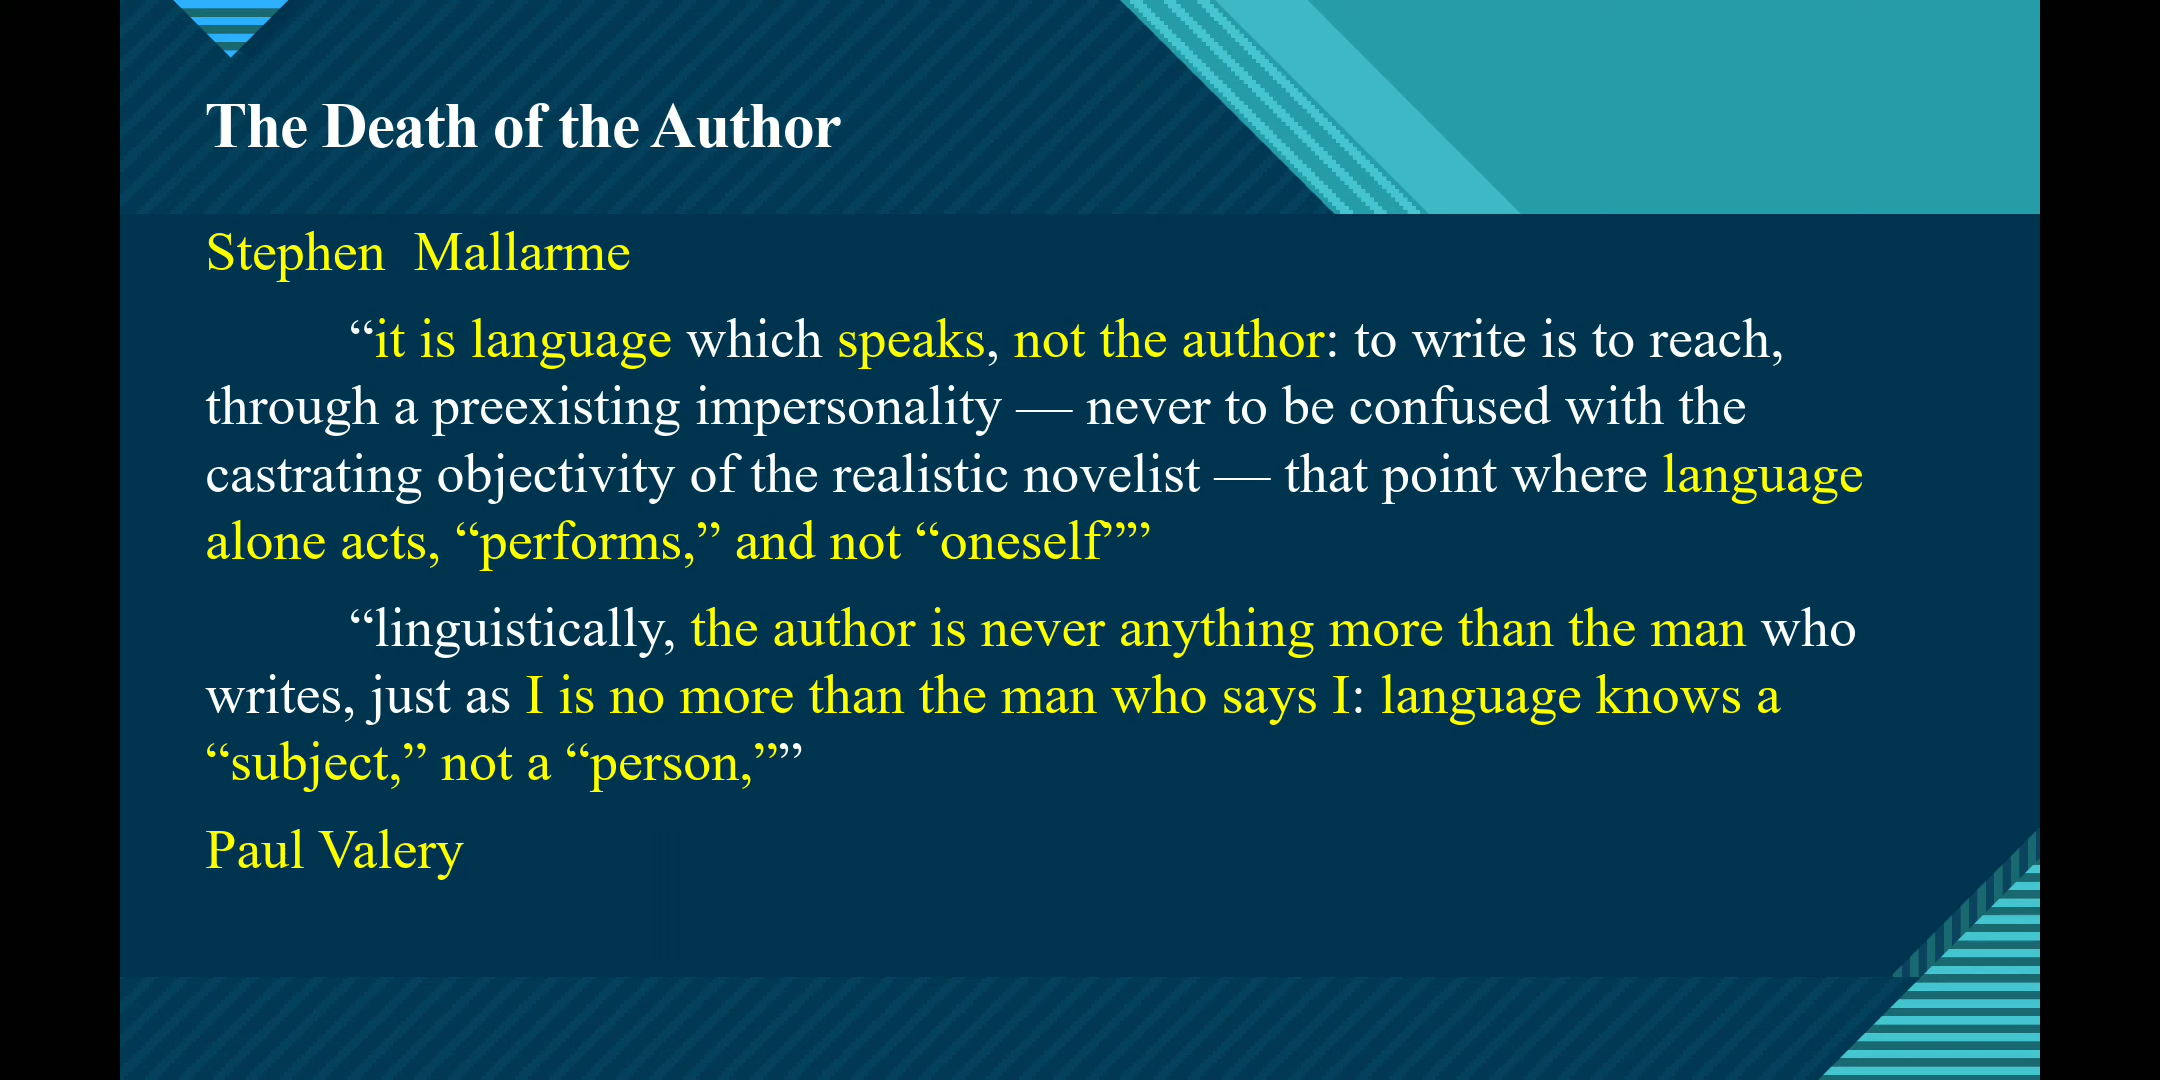 The Death of the Author
Stephen  Mallarme
“it is language which speaks, not the author: to write is to reach,
through a preexisting impersonality — never to be confused with the
castrating objectivity of the realistic novelist — that point where language
alone acts, “performs,” and not “oneself””
“linguistically, the author is never anything more than the man who
writes, just as I is no more than the man who says I: language knows a
“subject,” not a “person,””
Paul Valery